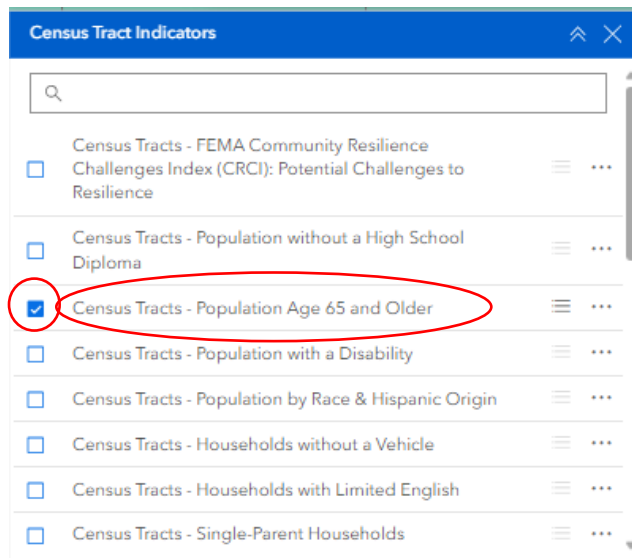 Census Tract Indicators
Census Tracts - FEMA Community Resilience
Challenges Index (CRCI): Potential Challenges to
Resilience
Census Tracts - Population without a High School
Diploma
Census Tracts - Population Age 65 and Older
Census Tracts - Population with a Disability
Census Tracts - Population by Race & Hispanic Origin
Census Tracts - Households without a Vehicle
Census Tracts - Households with Limited English
Census Tracts - Single-Parent Households